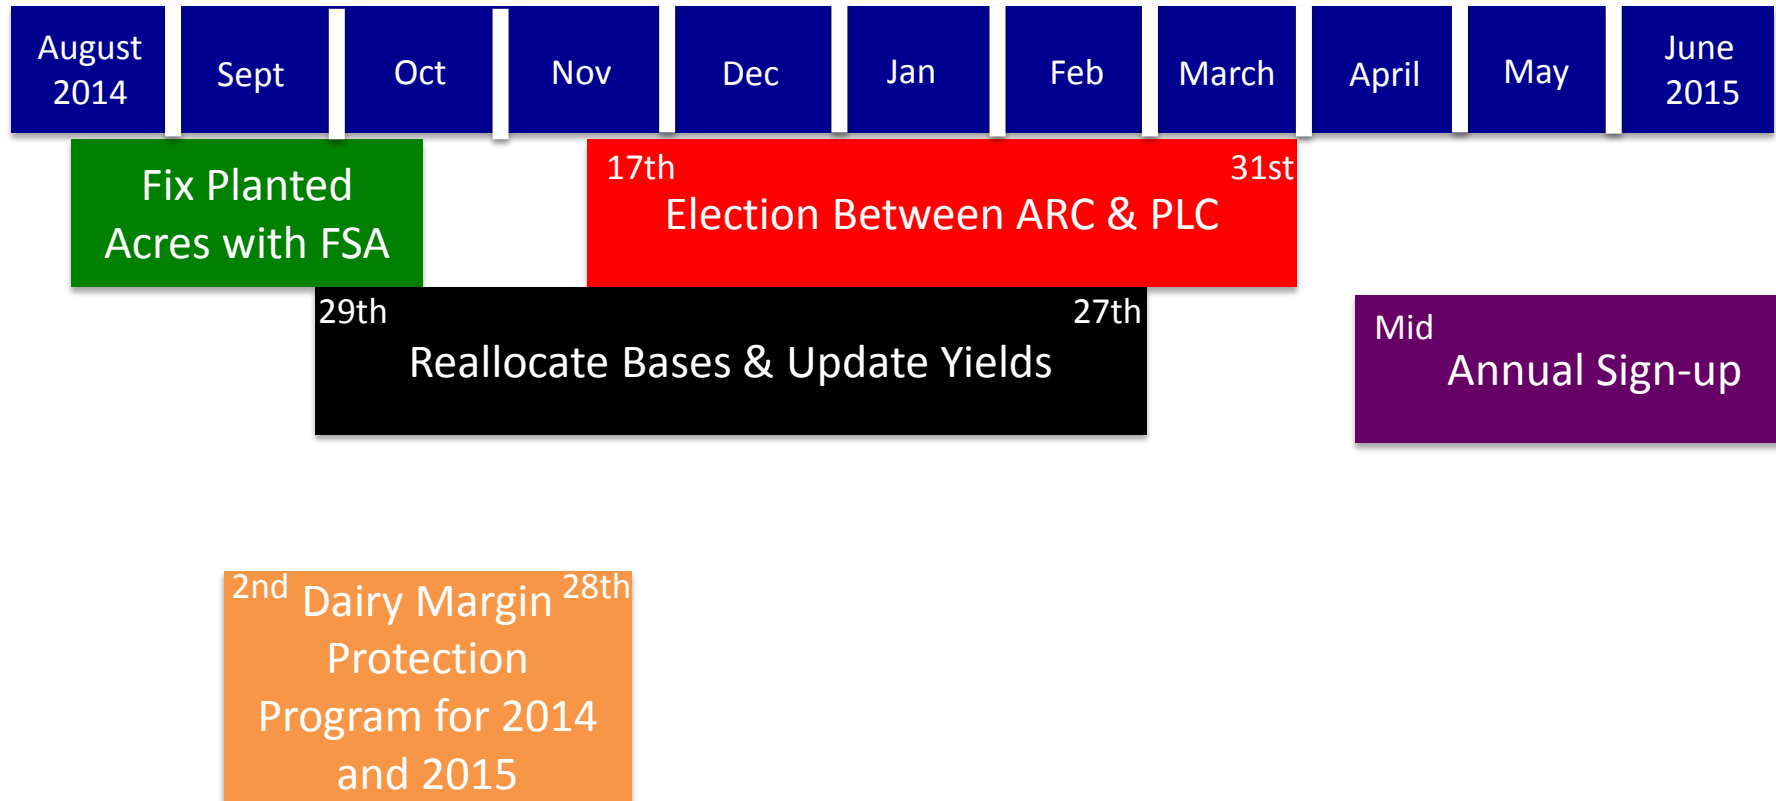 August
2014
Sept
Oct
Nov
Dec
Jan
Feb
March
April
May
June
2015
Fix Planted
Acres with FSA
17th
31st
Election Between ARC & PLC
29th
27th
Reallocate Bases & Update Yields
Mid
Annual Sign-up
2nd
28th
Dairy Margin
Protection
Program for 2014
and 2015